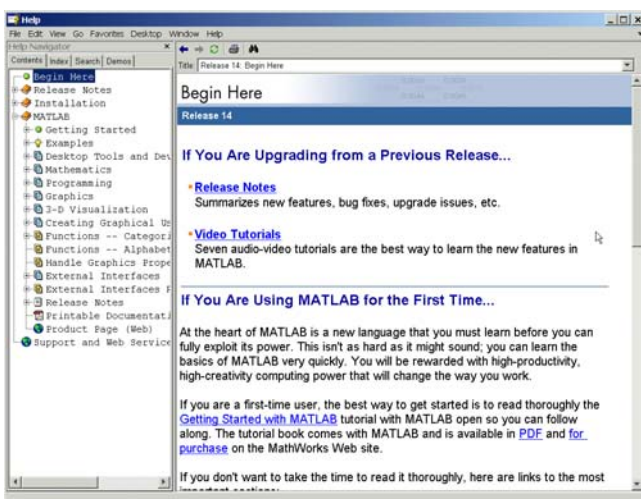 Help
File Edit View Go Favorites Desktop Window Help
Help Navigator
Contents Index Search Demos
Title: Release 14: Begin Here
Begin Here
Release Notes
Installation
MATLAB
Getting Started
Examples
Desktop Tools and Dev
Mathematics
Programming
Graphics
3-D Visualization
Creating Graphical Us
Functions -- Categori
Functions -- Alphabet
Handle Graphics Prope
External Interfaces
External Interfaces R
Release Notes
Printable Documentati
Product Page (Web)
Support and Web Service
Begin Here
Release 14
If You Are Upgrading from a Previous Release...
Release Notes
Summarizes new features, bug fixes, upgrade issues, etc.
Video Tutorials
Seven audio-video tutorials are the best way to learn the new features in
MATLAB.
If You Are Using MATLAB for the First Time...
At the heart of MATLAB is a new language that you must learn before you can
fully exploit its power. This isn't as hard as it might sound; you can learn the
basics of MATLAB very quickly. You will be rewarded with high-productivity,
high-creativity computing power that will change the way you work.
If you are a first-time user, the best way to get started is to read thoroughly the
Getting Started with MATLAB tutorial with MATLAB open so you can follow
along. The tutorial book comes with MATLAB and is available in PDF and for
purchase on the MathWorks Web site.
If you don't want to take the time to read it thoroughly, here are links to the most
important sections: